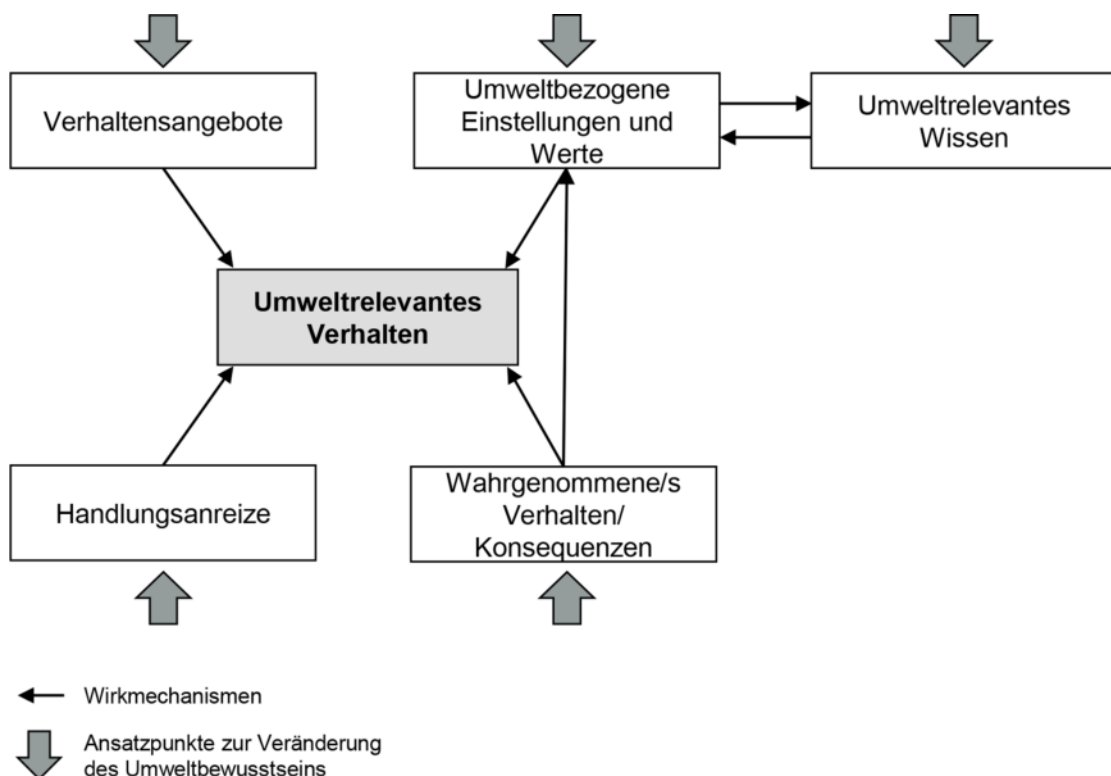 Verhaltensangebote
Umweltbezogene
Einstellungen und
Werte
Umweltrelevantes
Wissen
Umweltrelevantes
Verhalten
Handlungsanreize
Wahrgenommene/s
Verhalten/
Konsequenzen
Wirkmechanismen
Ansatzpunkte zur Veränderung
des Umweltbewusstseins